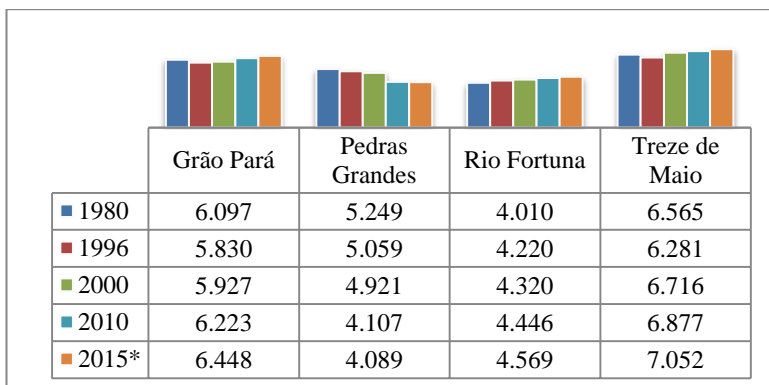 Grão Pará
Pedras
Grandes
Rio Fortuna
Treze de
Maio
1980 6.097 5.249 4.010 6.565
1996 5.830 5.059 4.220 6.281
2000 5.927 4.921 4.320 6.716
2010 6.223 4.107 4.446 6.877
2015* 6.448 4.089 4.569 7.052